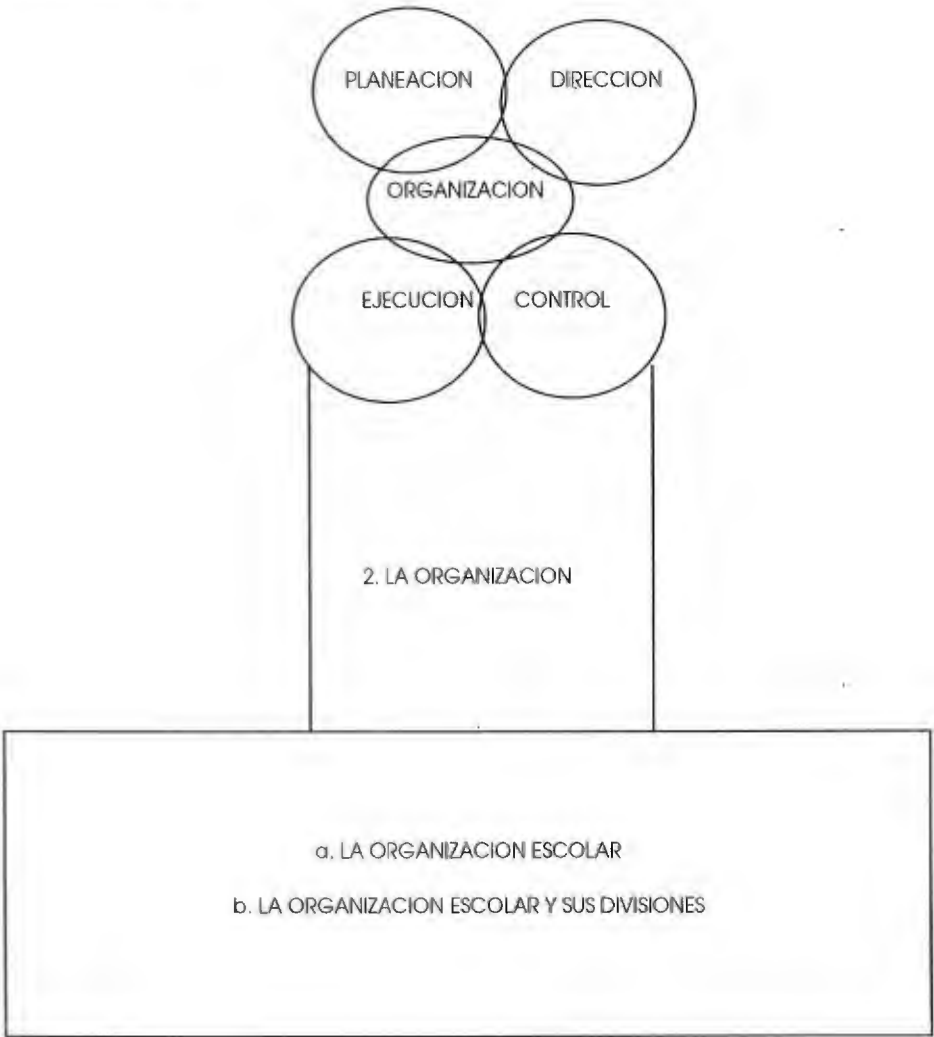 PLANEACION
DIRECCION
ORGANIZACION
EJECUCION
CONTROL
2. LA ORGANIZACION
a. LA ORGANIZACION ESCOLAR
b. LA ORGANIZACION ESCOLAR Y SUS DIVISIONES